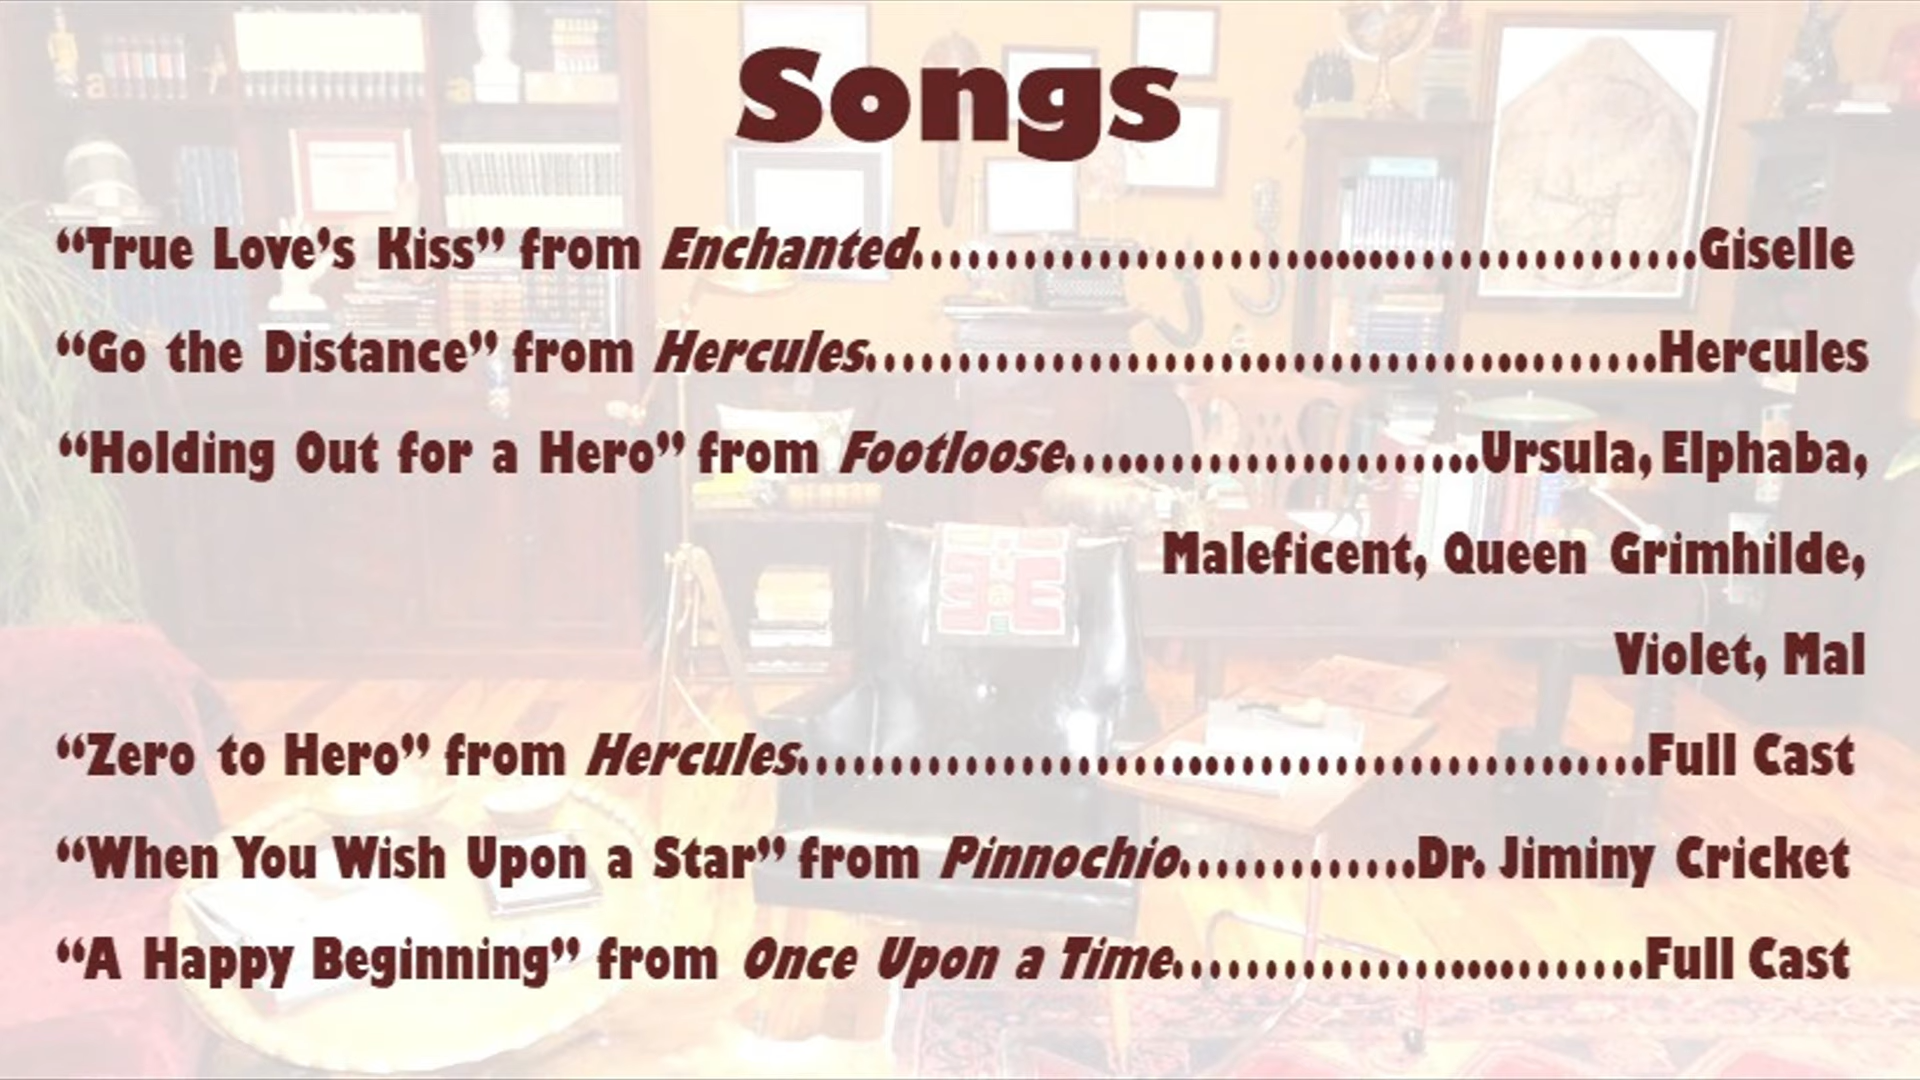 Songs
“True Love’s Kiss” from Enchanted……………………………………………Giselle
“Go the Distance” from Hercules……………………………………………Hercules
“Holding Out for a Hero” from Footloose……………………………Ursula, Elphaba,
Maleficent, Queen Grimhilde,
Violet, Mal
“Zero to Hero” from Hercules………………………………………………Full Cast
“When You Wish Upon a Star” from Pinnochio……………Dr. Jiminy Cricket
“A Happy Beginning” from Once Upon a Time……………………………Full Cast